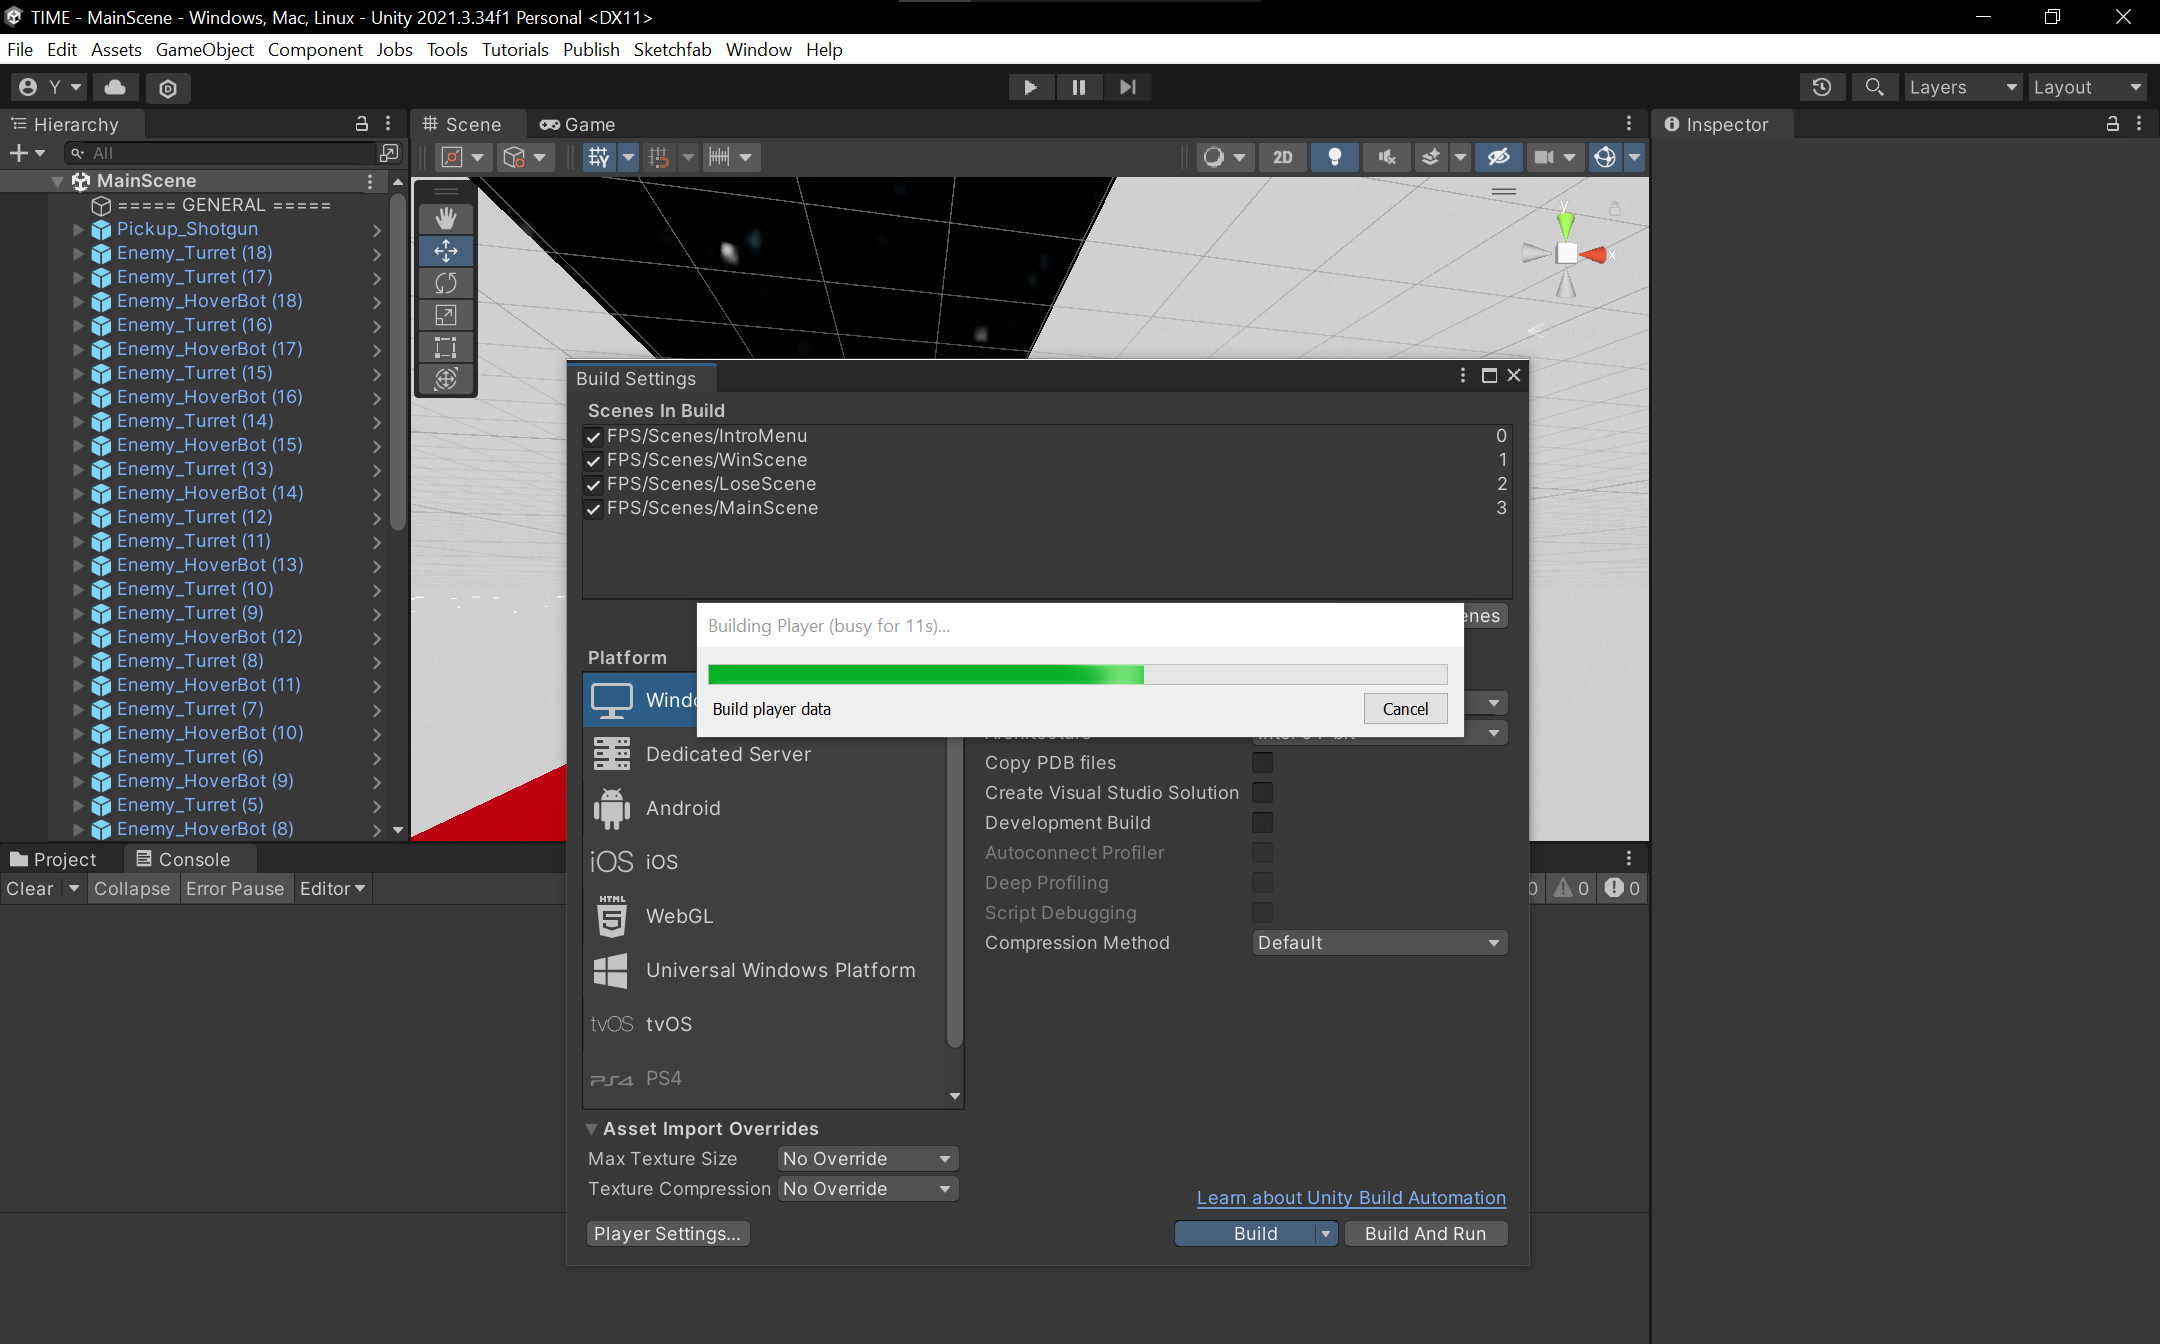 TIME - MainScene - Windows, Mac, Linux - Unity 2021.3.34f1 Personal <DX11>
File Edit Assets GameObject Component Jobs Tools Tutorials Publish Sketchfab Window Help
Y
Layers
Layout
Hierarchy
Scene
Game
Inspector
All
2D
MainScene
===== GENERAL =====
Pickup_Shotgun
Enemy_Turret (18)
Enemy_Turret (17)
Enemy_HoverBot (18)
Enemy_Turret (16)
Enemy_HoverBot (17)
Enemy_Turret (15)
Enemy_HoverBot (16)
Enemy_Turret (14)
Enemy_HoverBot (15)
Enemy_Turret (13)
Enemy_HoverBot (14)
Enemy_Turret (12)
Enemy_Turret (11)
Enemy_HoverBot (13)
Enemy_Turret (10)
Enemy_Turret (9)
Enemy_HoverBot (12)
Enemy_Turret (8)
Enemy_HoverBot (11)
Enemy_Turret (7)
Enemy_HoverBot (10)
Enemy_Turret (6)
Enemy_HoverBot (9)
Enemy_Turret (5)
Enemy_HoverBot (8)
y
x
Build Settings
Scenes In Build
FPS/Scenes/IntroMenu 0
FPS/Scenes/WinScene 1
FPS/Scenes/LoseScene 2
FPS/Scenes/MainScene 3
enes
Building Player (busy for 11s)...
Build player data
Cancel
Platform
Windo
Dedicated Server
Android
iOS iOS
HTML 5 WebGL
Universal Windows Platform
tvOS tvOS
PS4 PS4
Copy PDB files
Create Visual Studio Solution
Development Build
Autoconnect Profiler
Deep Profiling
Script Debugging
Compression Method Default
Asset Import Overrides
Max Texture Size No Override
Texture Compression No Override
Learn about Unity Build Automation
Player Settings...
Build
Build And Run
Project
Console
Clear Collapse Error Pause Editor
0 0 0